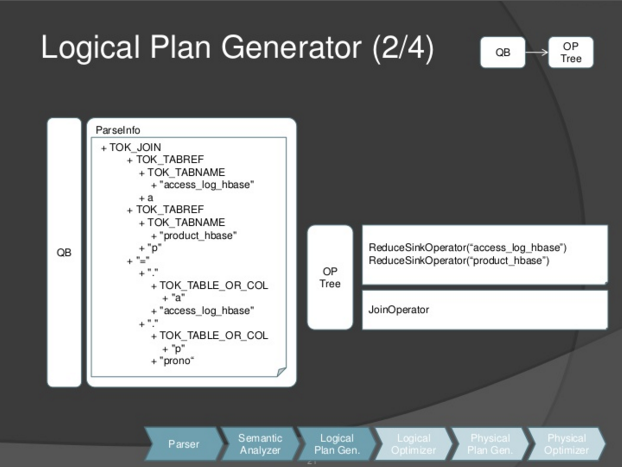 Logical Plan Generator (2/4)
QB
OP
Tree
ParseInfo
+ TOK_JOIN
+ TOK_TABREF
+ TOK_TABNAME
+ "access_log_hbase"
+ a
+ TOK_TABREF
+ TOK_TABNAME
+ "product_hbase"
+ "p"
+ "="
+ "."
+ TOK_TABLE_OR_COL
+ "a"
+ "access_log_hbase"
+ "."
+ TOK_TABLE_OR_COL
+ "p"
+ "prono“
QB
OP
Tree
ReduceSinkOperator(“access_log_hbase”)
ReduceSinkOperator(“product_hbase”)
JoinOperator
Parser
Semantic
Analyzer
Logical
Plan Gen.
Logical
Optimizer
Physical
Plan Gen.
Physical
Optimizer